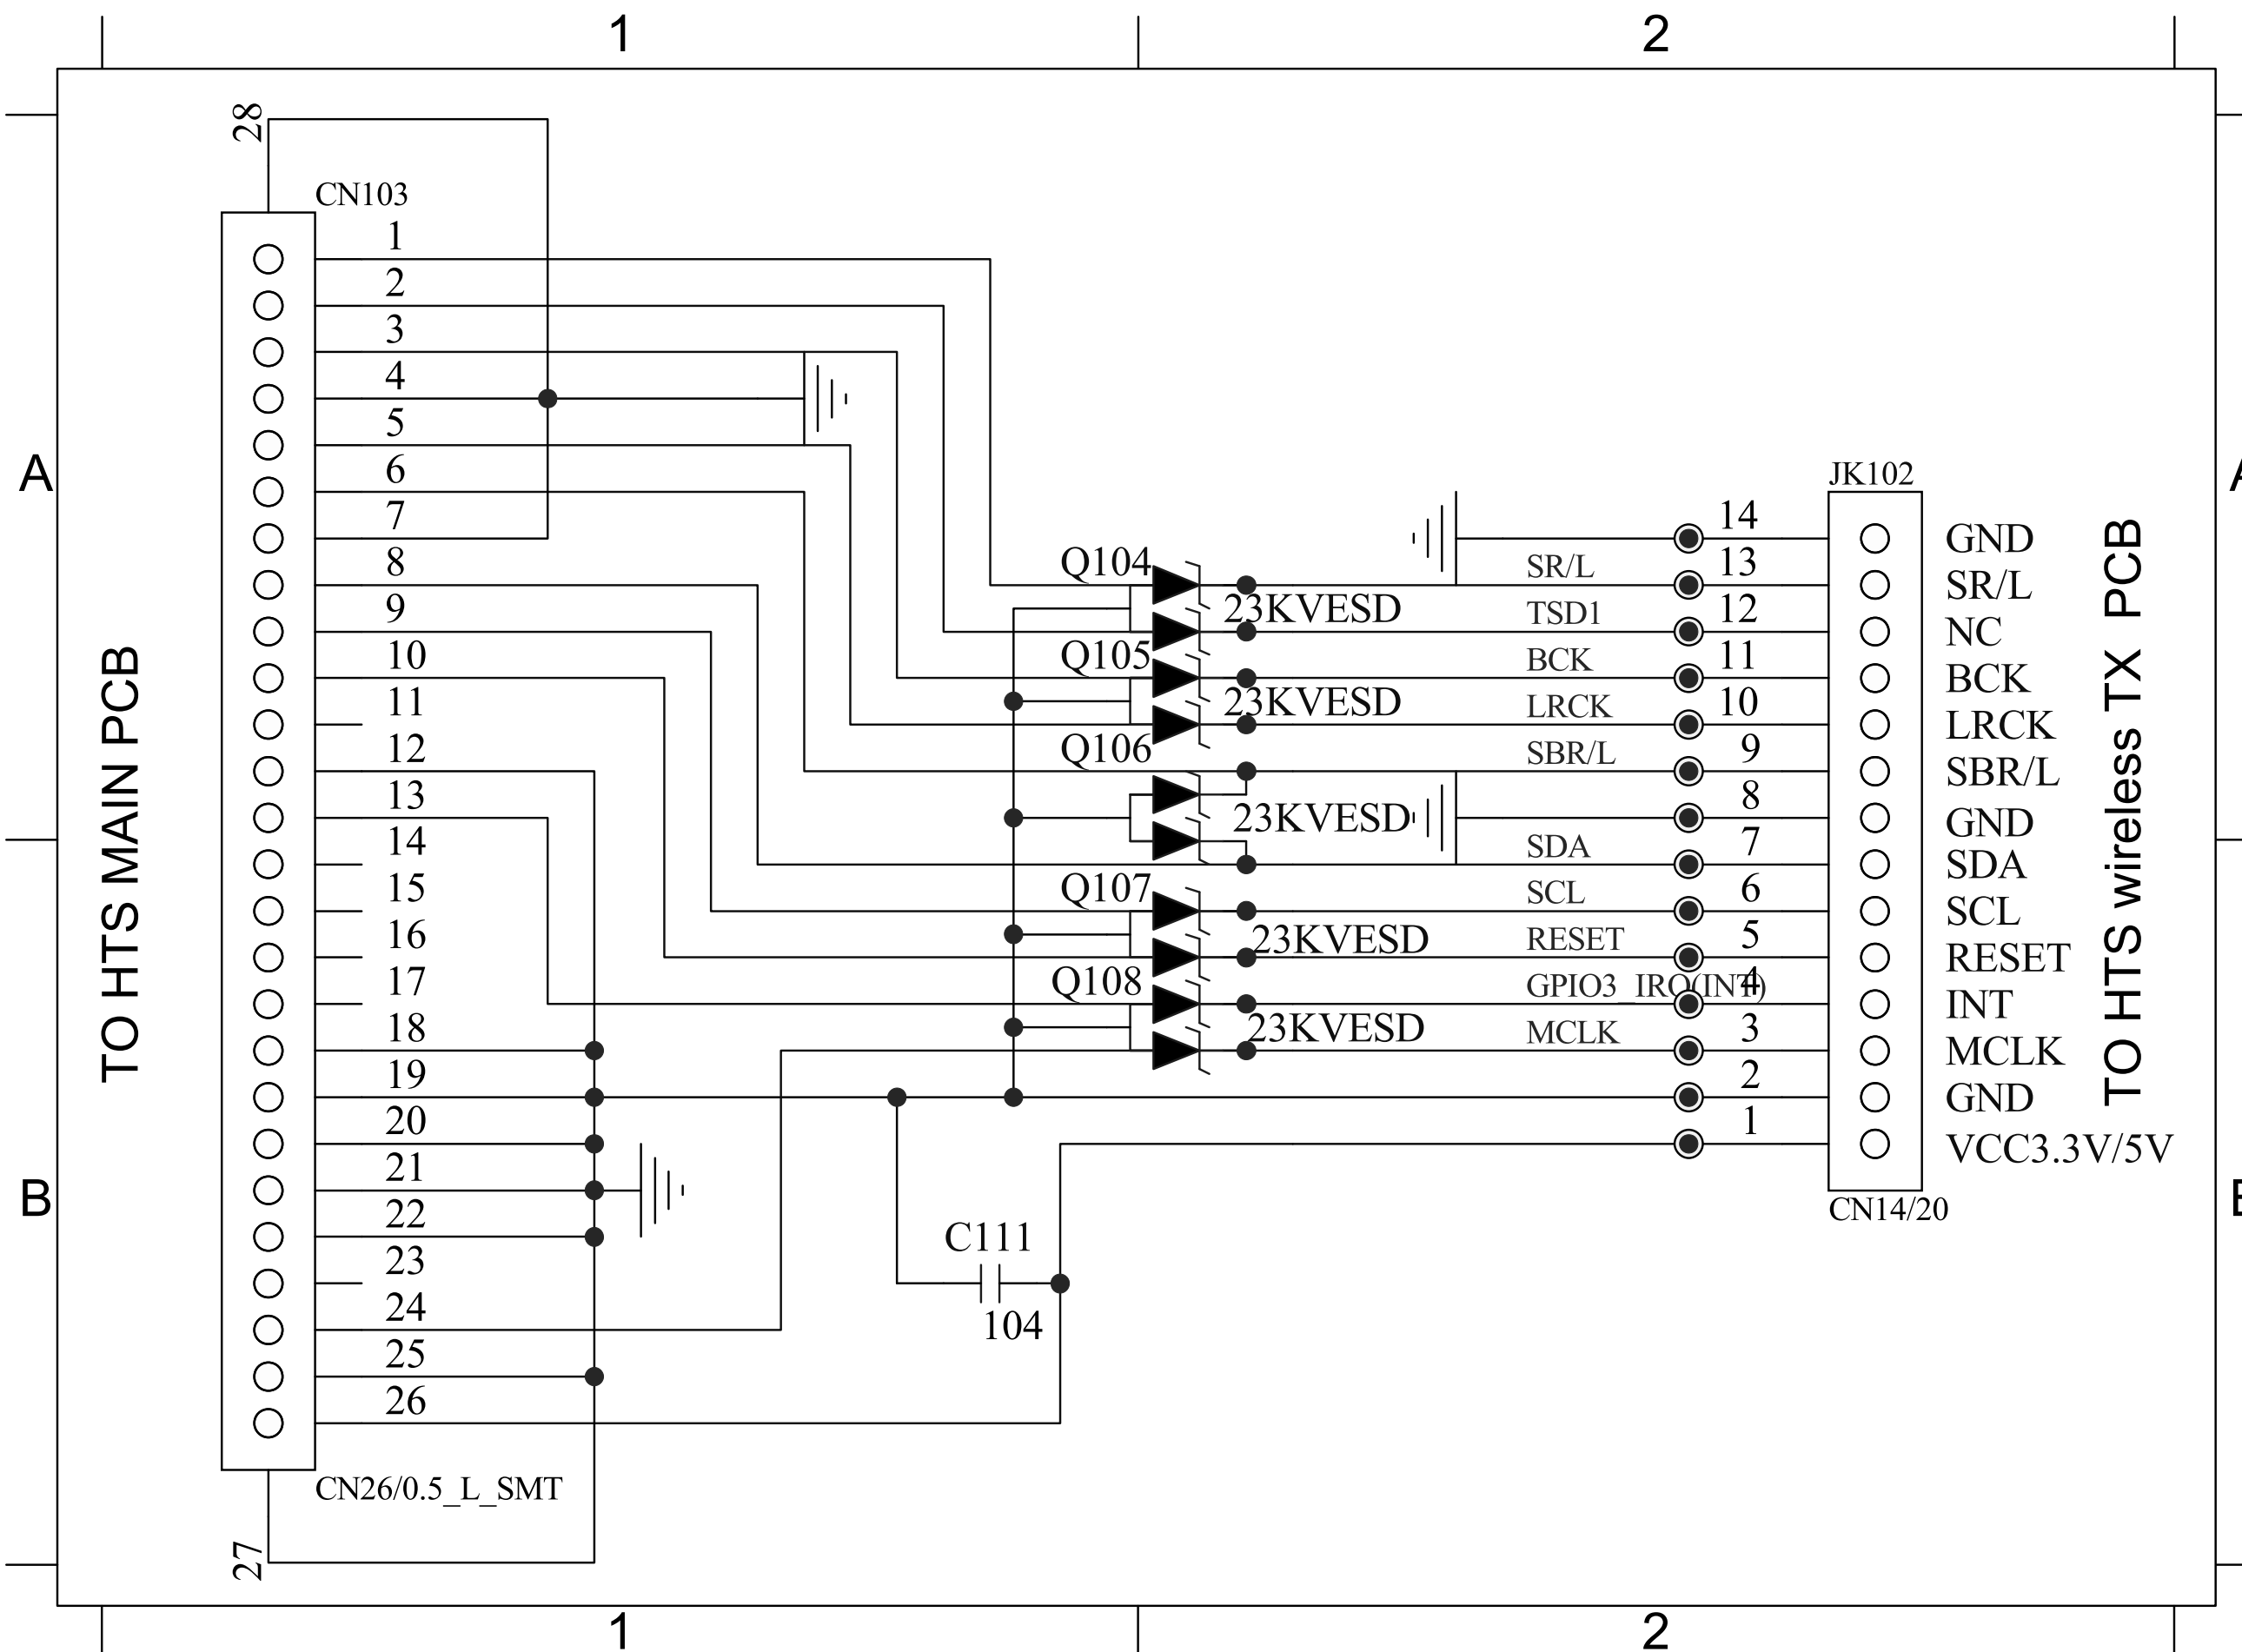 1 2
28
CN103
1
2
3
4
5
6
7
8
9
10
11
12
13
14
15
16
17
18
19
20
21
22
23
24
25
26
CN26/0.5_L_SMT
27
TO HTS MAIN PCB
A
B
Q104
23KVESD
Q105
23KVESD
Q106
23KVESD
Q107
23KVESD
Q108
23KVESD
C111
104
SR/L
TSD1
BCK
LRCK
SBR/L
SDA
SCL
RESET
GPIO3_IRQ(INT)
MCLK
JK102
14 GND
13 SR/L
12 NC
11 BCK
10 LRCK
9 SBR/L
8 GND
7 SDA
6 SCL
5 RESET
4 INT
3 MCLK
2 GND
1 VCC3.3V/5V
CN14/20
TO HTS wireless TX PCB
1 2